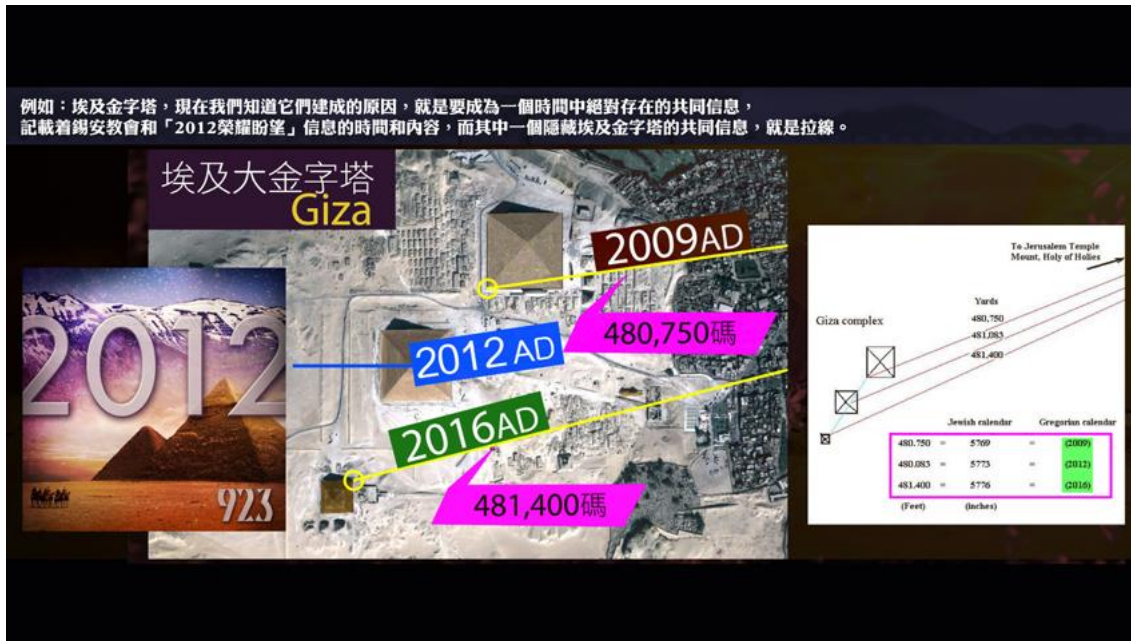 例如：埃及金字塔，現在我們知道它們建成的原因，就是要成為一個時間中絕對存在的共同信息，
記載着錫安教會和「2012榮耀盼望」信息的時間和內容，而其中一個隱藏埃及金字塔的共同信息，就是拉線。
埃及大金字塔
Giza
2009AD
480,750碼
2012 AD
2016AD
481,400碼
2012
923
To Jerusalem Temple
Mount, Holy of Holies
Yards
Giza complex
480,750
481,083
481,400
Jewish calendar Gregorian calendar
480.750 = 5769 = (2009)
480.083 = 5773 = (2012)
481.400 = 5776 = (2016)
(Feet) (inches)